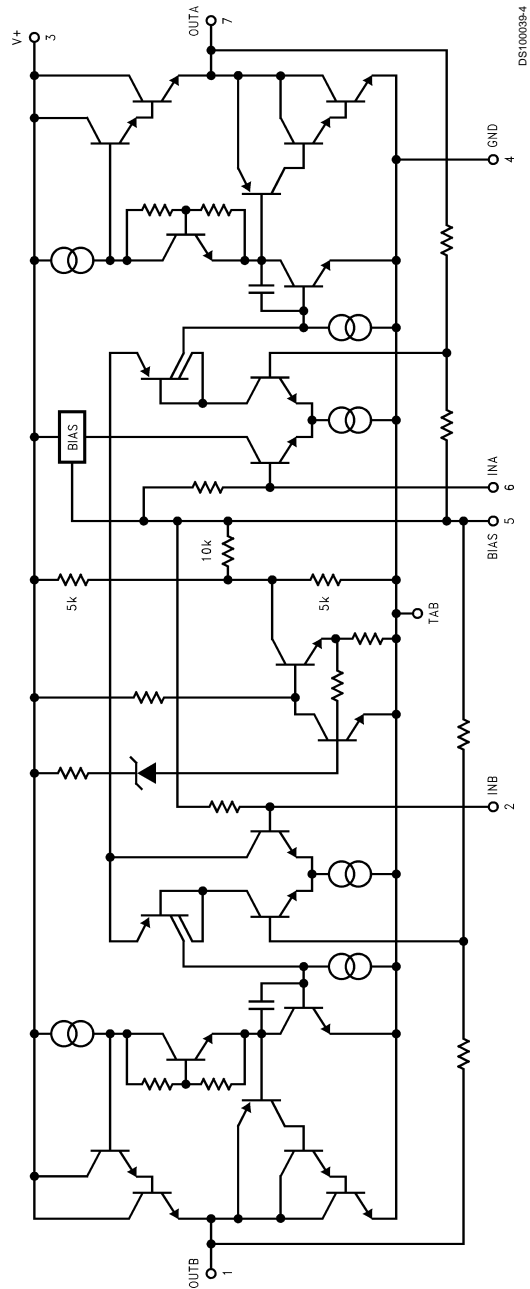 V+
3
OUTA
7
DS100039-4
GND
4
BIAS
INA
6
BIAS
5
10k
5k
5k
TAB
INB
2
OUTB
1